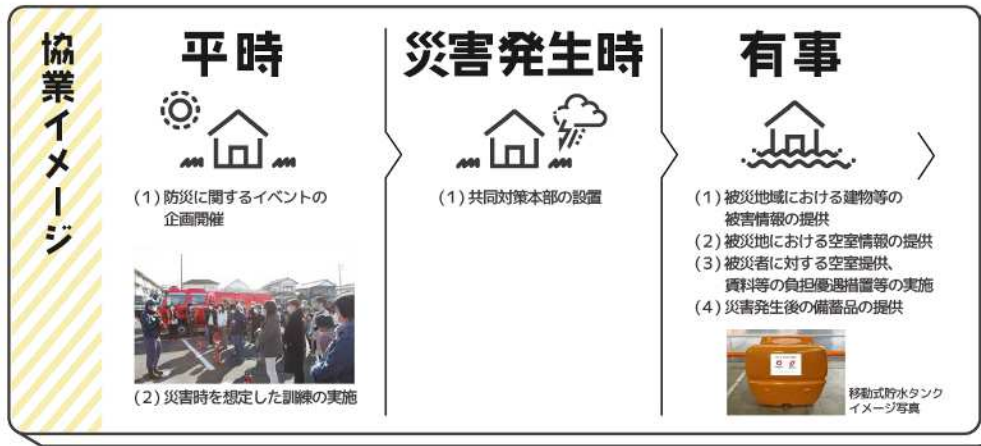 協業イメージ
平時
(1)防災に関するイベントの
企画開催
(2)災害時を想定した訓練の実施
災害発生時
(1)共同対策本部の設置
有事
(1)被災地域における建物等の
被害情報の提供
(2)被災地における空室情報の提供
(3)被災者に対する空室提供、
賃料等の負担優遇措置等の実施
(4)災害発生後の備蓄品の提供
移動式貯水タンク
イメージ写真